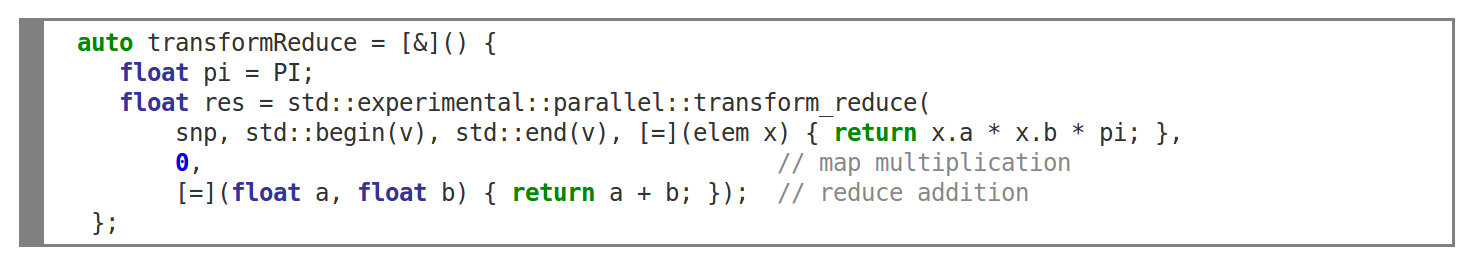 auto transformReduce = [&]() {
   float pi = PI;
   float res = std::experimental::parallel::transform_reduce(
       snp, std::begin(v), std::end(v), [=](elem x) { return x.a * x.b * pi; },
       0,                                         // map multiplication
       [=](float a, float b) { return a + b; });  // reduce addition
 };